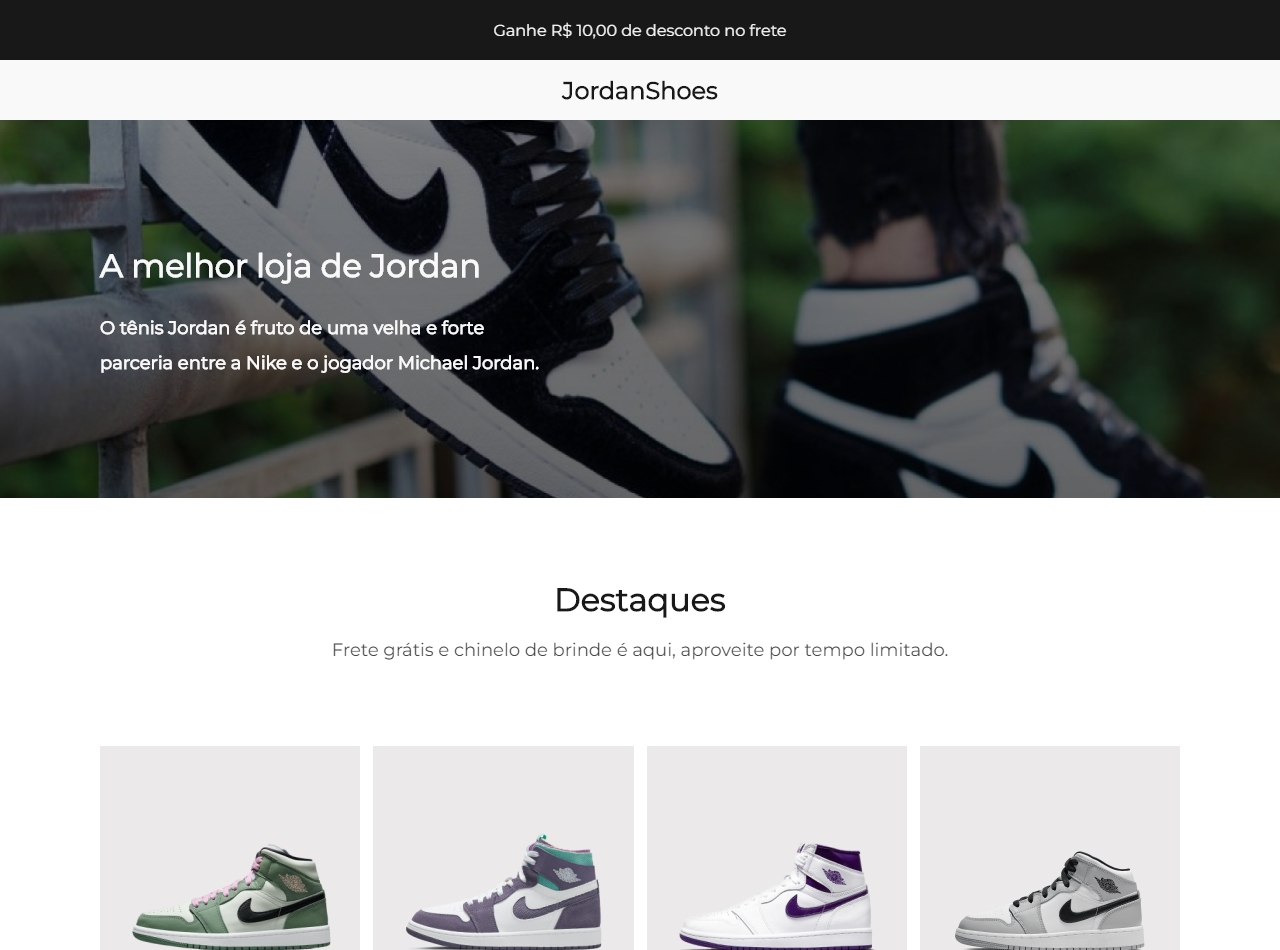 Ganhe R$ 10,00 de desconto no frete
JordanShoes
A melhor loja de Jordan
O tênis Jordan é fruto de uma velha e forte
parceria entre a Nike e o jogador Michael Jordan.
Destaques
Frete grátis e chinelo de brinde é aqui, aproveite por tempo limitado.